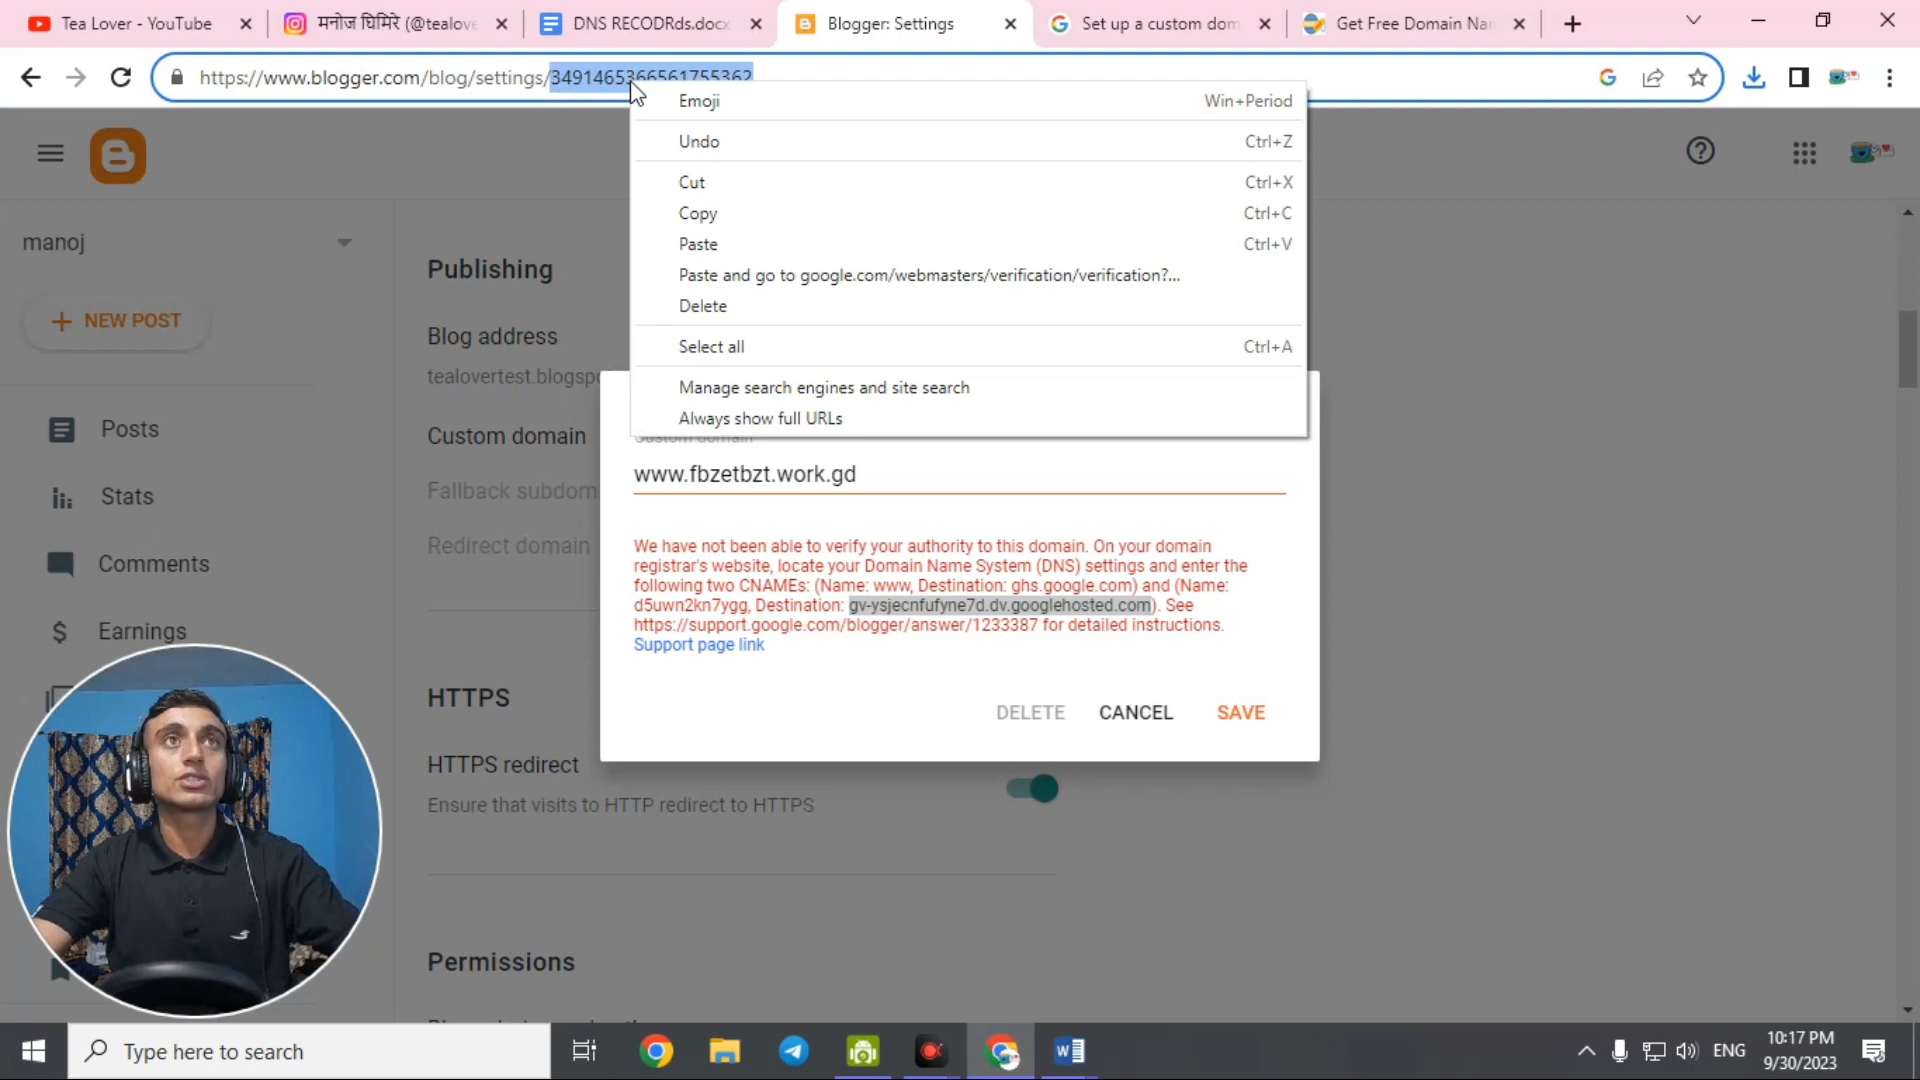 Tea Lover - YouTube
मनोज घिमिरे (@tealove
DNS RECODRds.docx
Blogger: Settings
Set up a custom dom
Get Free Domain Nan
https://www.blogger.com/blog/settings/3491465366561755362
Emoji Win+Period
Undo Ctrl+Z
Cut Ctrl+X
Copy Ctrl+C
Paste Ctrl+V
Paste and go to google.com/webmasters/verification/verification?...
Delete
Select all Ctrl+A
Manage search engines and site search
Always show full URLs
manoj
NEW POST
Posts
Stats
Comments
Earnings
Publishing
Blog address
tealovertest.blogspo
Custom domain
Fallback subdom
Redirect domain
Custom domain
www.fbzetbzt.work.gd
We have not been able to verify your authority to this domain. On your domain
registrar's website, locate your Domain Name System (DNS) settings and enter the
following two CNAMEs: (Name: www, Destination: ghs.google.com) and (Name:
d5uwn2kn7ygg, Destination: gv-ysjecnfufyne7d.dv.googlehosted.com). See
https://support.google.com/blogger/answer/1233387 for detailed instructions.
Support page link
DELETE CANCEL SAVE
HTTPS
HTTPS redirect
Ensure that visits to HTTP redirect to HTTPS
Permissions
Type here to search
ENG
10:17 PM
9/30/2023